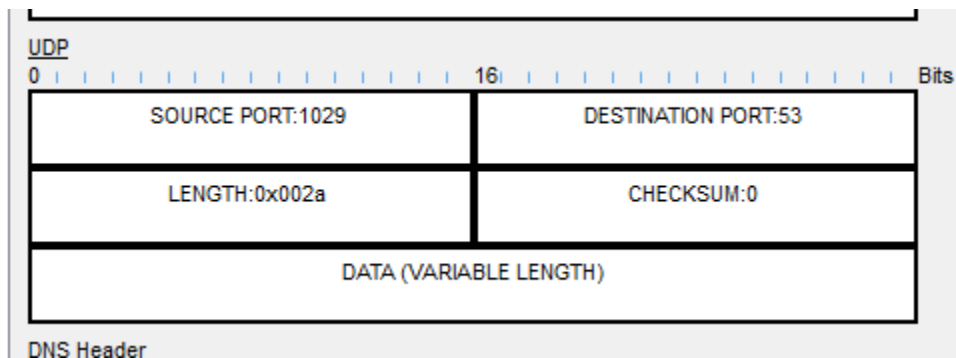 UDP
0 16 Bits
SOURCE PORT:1029 DESTINATION PORT:53
LENGTH:0x002a CHECKSUM:0
DATA (VARIABLE LENGTH)
DNS Header